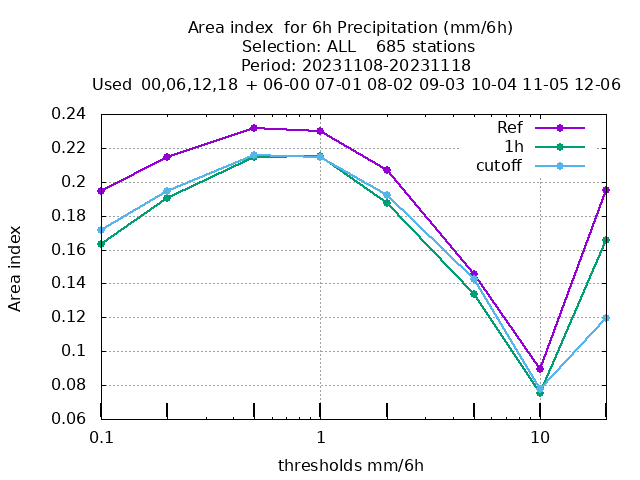 Area index  for 6h Precipitation (mm/6h)
Selection: ALL    685 stations
Period: 20231108-20231118
Used  00,06,12,18  + 06-00 07-01 08-02 09-03 10-04 11-05 12-06
0.24
0.22
0.2
0.18
0.16
0.14
0.12
0.1
0.08
0.06
Area index
Ref
1h
cutoff
0.1
1
10
thresholds mm/6h